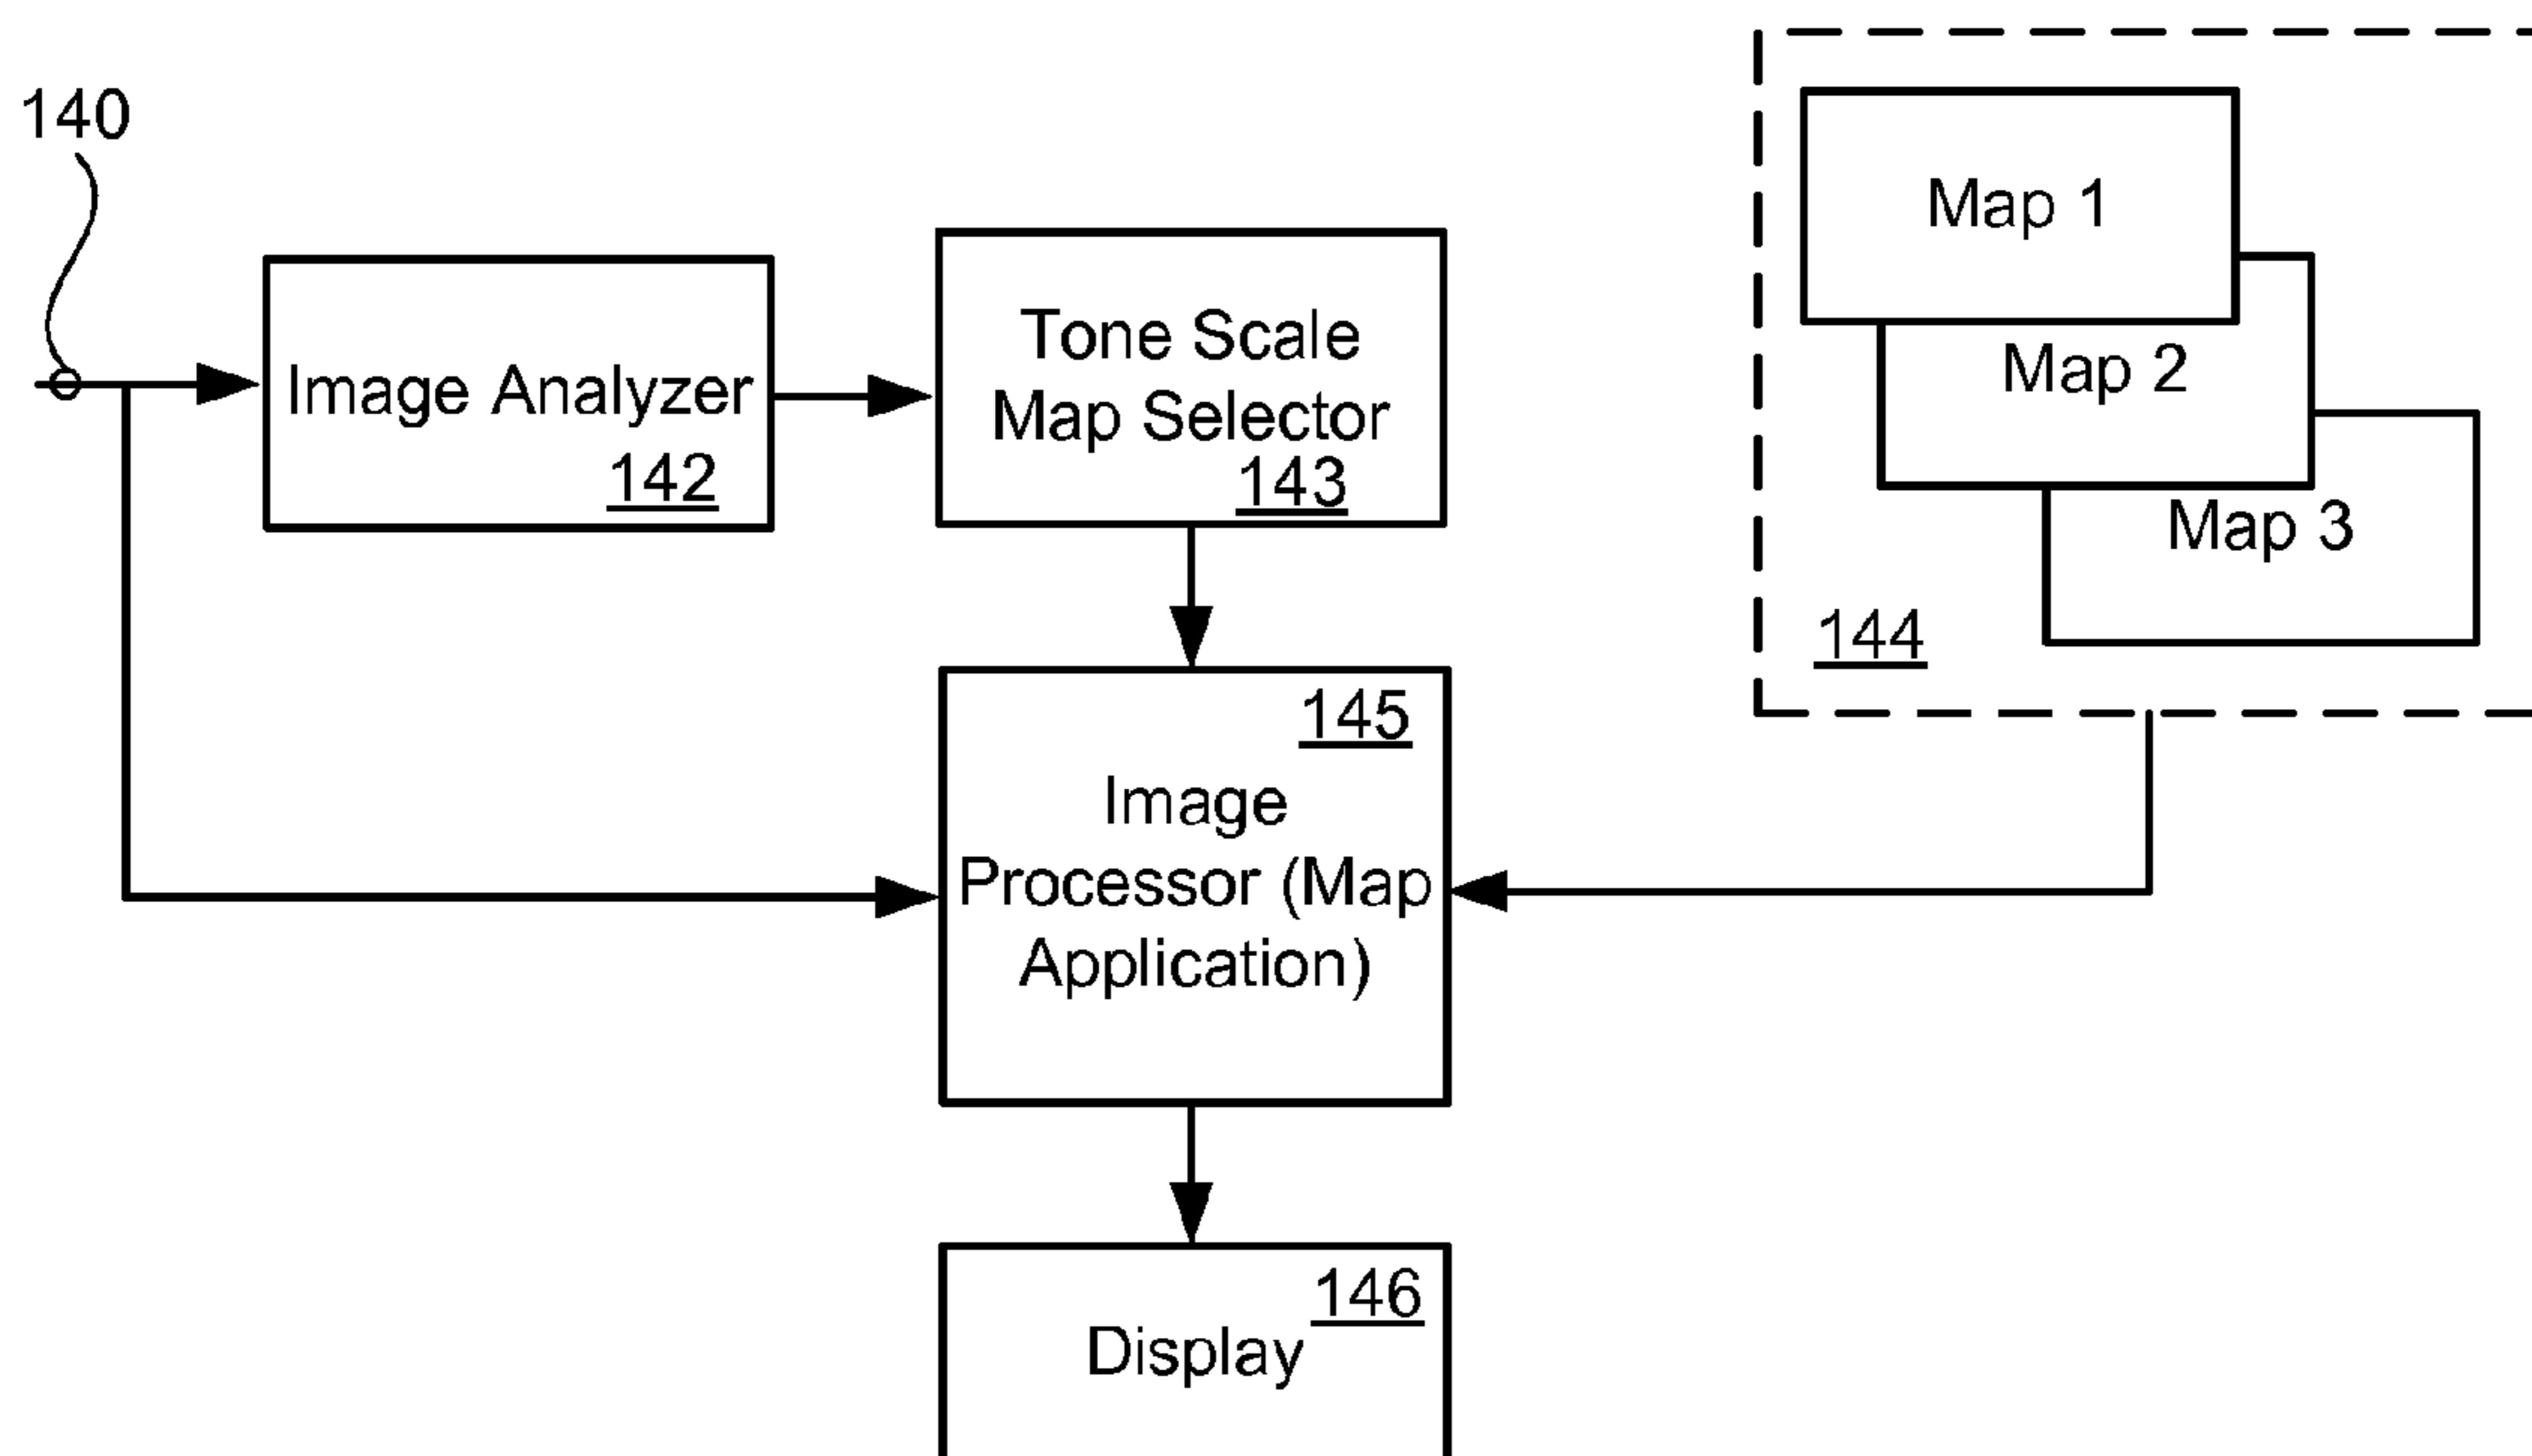 140
Image Analyzer
142
Tone Scale
Map Selector
143
Map 1
Map 2
Map 3
144
145
Image
Processor (Map
Application)
146
Display